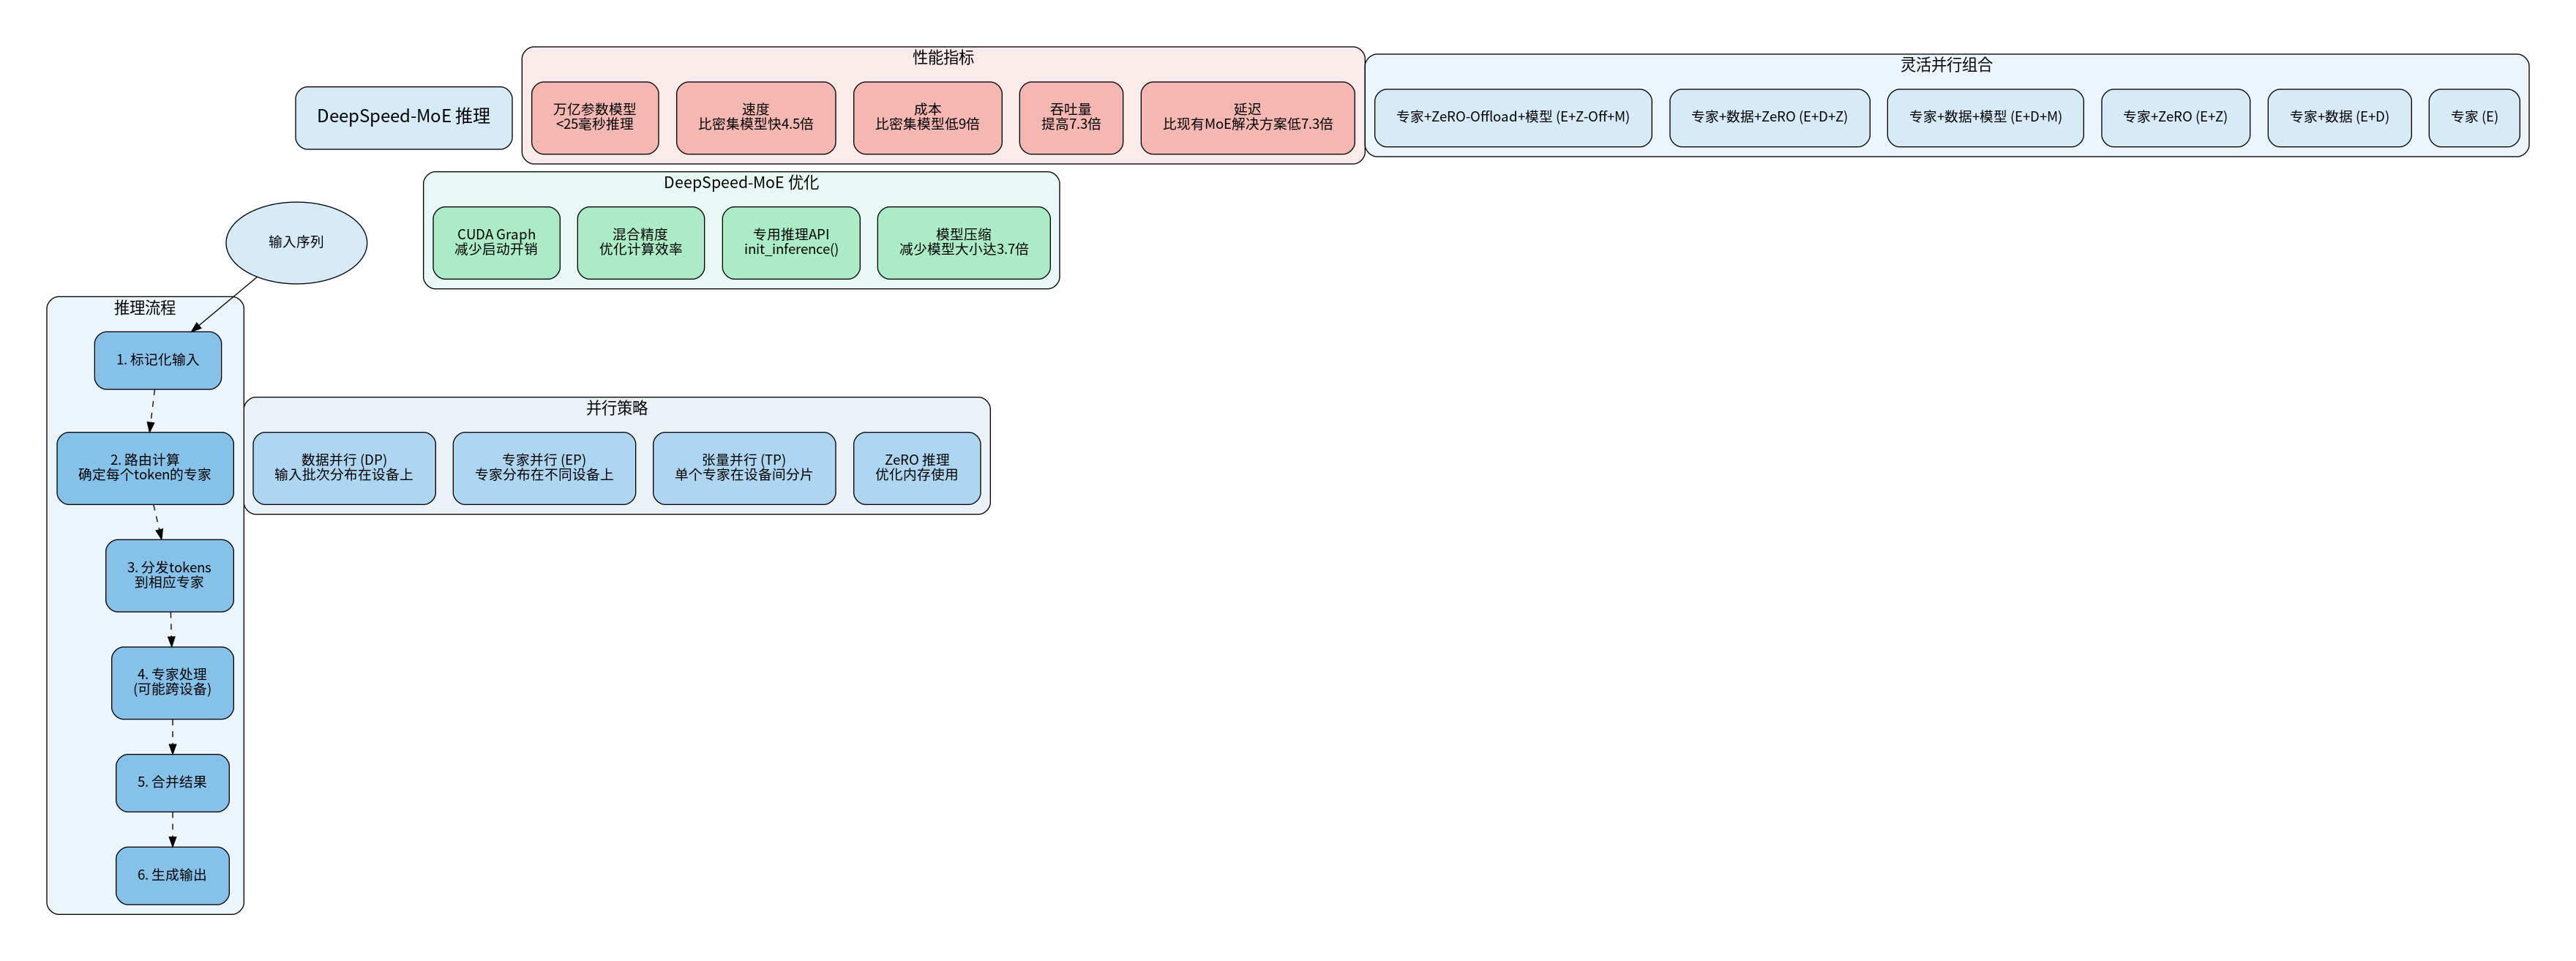 DeepSpeed-MoE 推理
性能指标
万亿参数模型
<25毫秒推理
速度
比密集模型快4.5倍
成本
比密集模型低9倍
吞吐量
提高7.3倍
延迟
比现有MoE解决方案低7.3倍
灵活并行组合
专家+ZeRO-Offload+模型 (E+Z-Off+M)
专家+数据+ZeRO (E+D+Z)
专家+数据+模型 (E+D+M)
专家+ZeRO (E+Z)
专家+数据 (E+D)
专家 (E)
DeepSpeed-MoE 优化
CUDA Graph
减少启动开销
混合精度
优化计算效率
专用推理API
init_inference()
模型压缩
减少模型大小达3.7倍
输入序列
推理流程
1. 标记化输入
2. 路由计算
确定每个token的专家
3. 分发tokens
到相应专家
4. 专家处理
(可能跨设备)
5. 合并结果
6. 生成输出
并行策略
数据并行 (DP)
输入批次分布在设备上
专家并行 (EP)
专家分布在不同设备上
张量并行 (TP)
单个专家在设备间分片
ZeRO 推理
优化内存使用